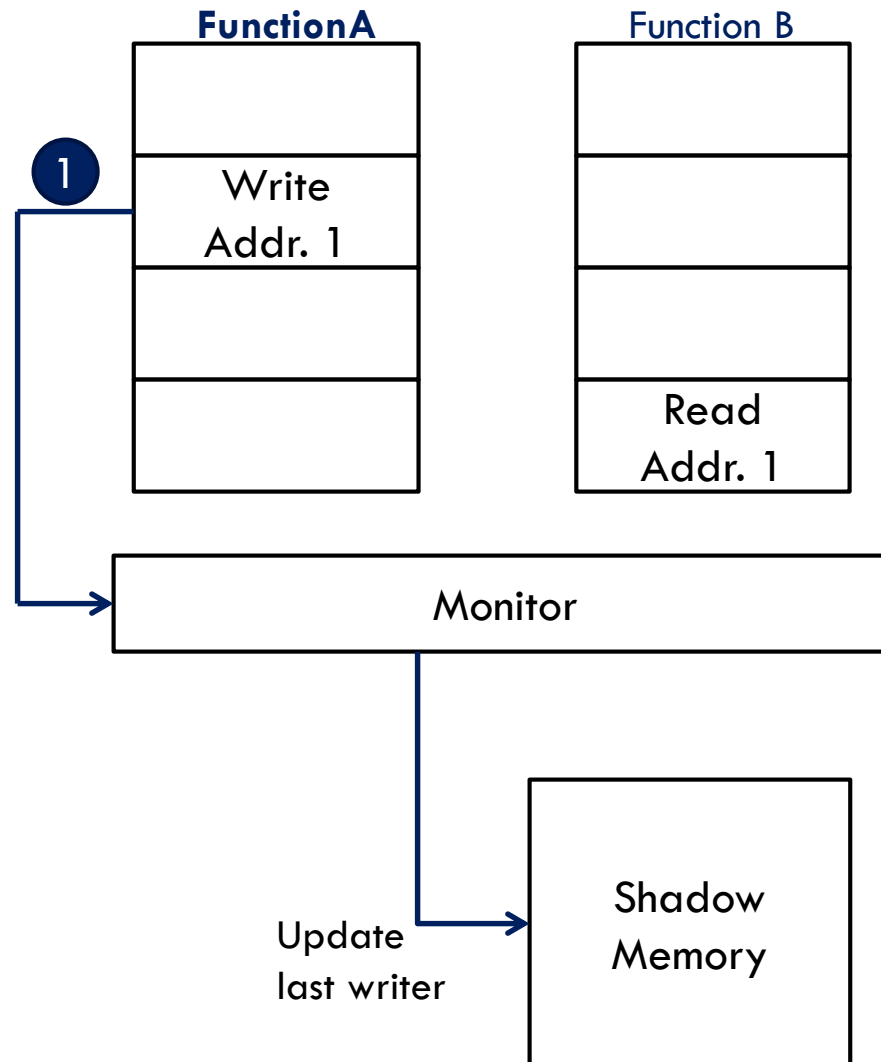 FunctionA
Function B
1
Write
Addr. 1
Read
Addr. 1
Monitor
Shadow
Memory
Update
last writer